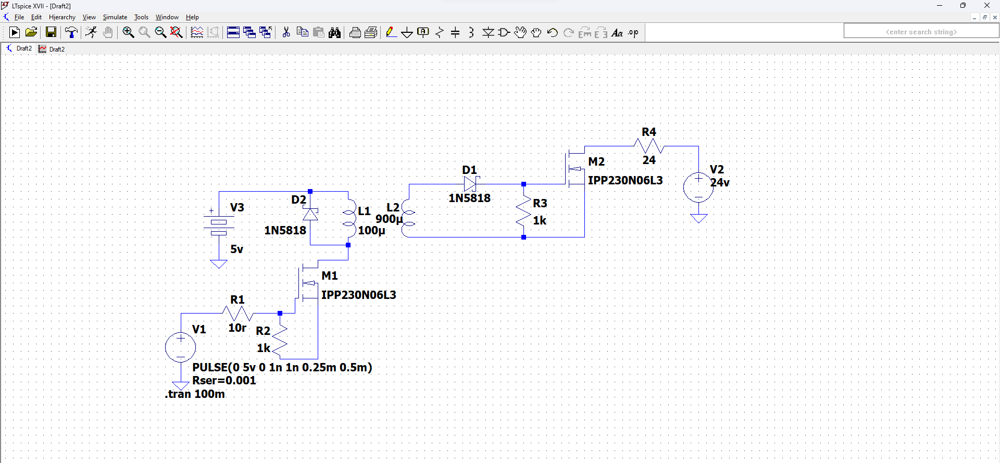 LTspice XVII - [Draft2]
File Edit Hierarchy View Simulate Tools Window Help
<enter search string>
Draft2 Draft2
R4
24
M2
IPP230N06L3
V2
24v
D1
1N5818
R3
1k
D2
1N5818
V3
5v
L1
100µ
L2
900µ
M1
IPP230N06L3
R1
10r
R2
1k
V1
PULSE(0 5v 0 1n 1n 0.25m 0.5m)
Rser=0.001
.tran 100m